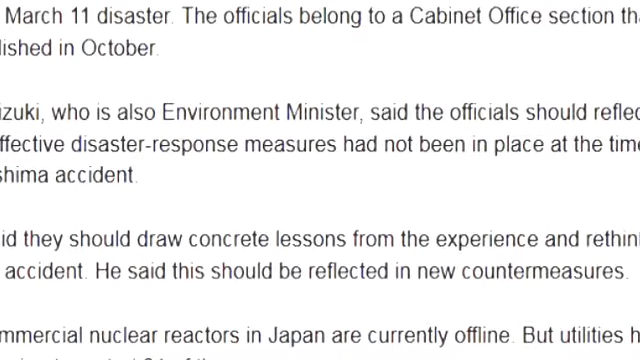 March 11 disaster. The officials belong to a Cabinet Office section th
lished in October.
izuki, who is also Environment Minister, said the officials should reflec
ffective disaster-response measures had not been in place at the time
shima accident.
id they should draw concrete lessons from the experience and rethin
accident. He said this should be reflected in new countermeasures.
mmercial nuclear reactors in Japan are currently offline. But utilities h